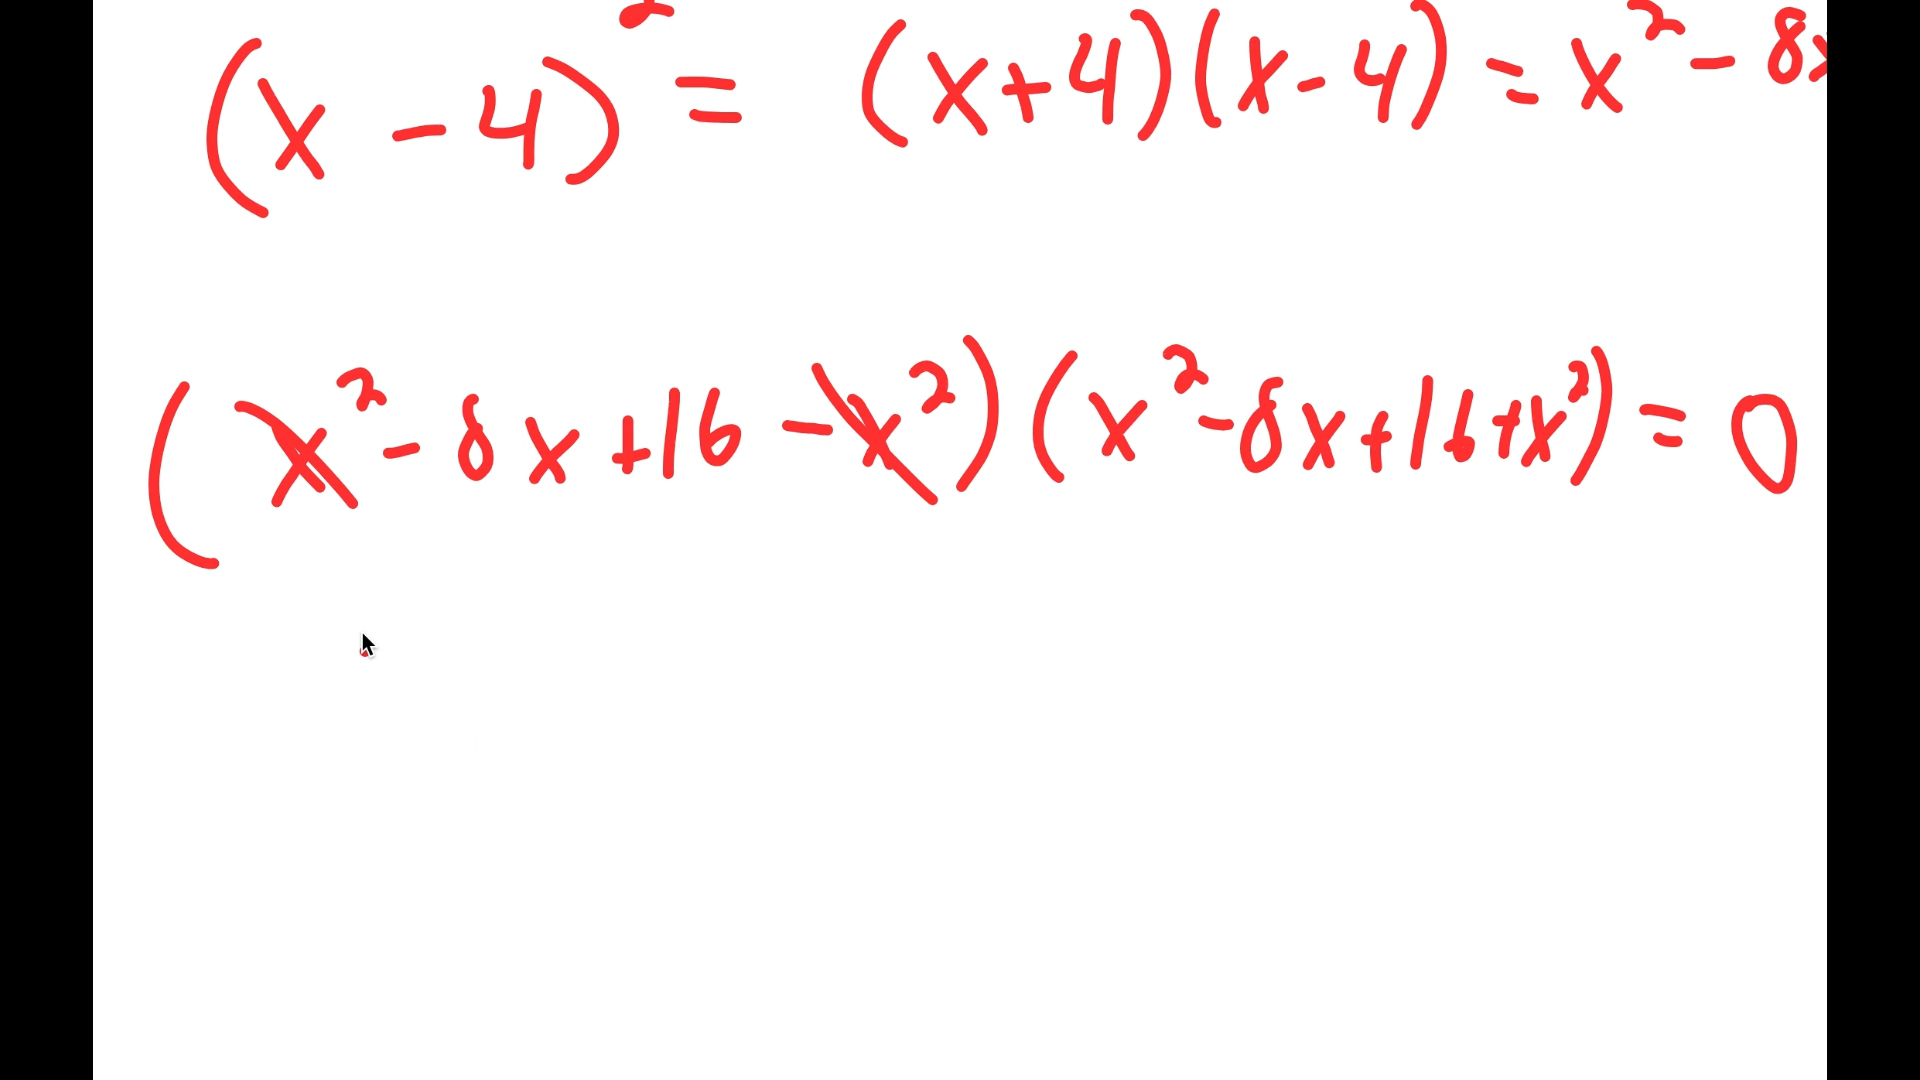 (x - 4)² = (x+4)(x-4) = x² - 8x
(x² - 8x+16 - x²)(x² - 8x+16+x²) = 0